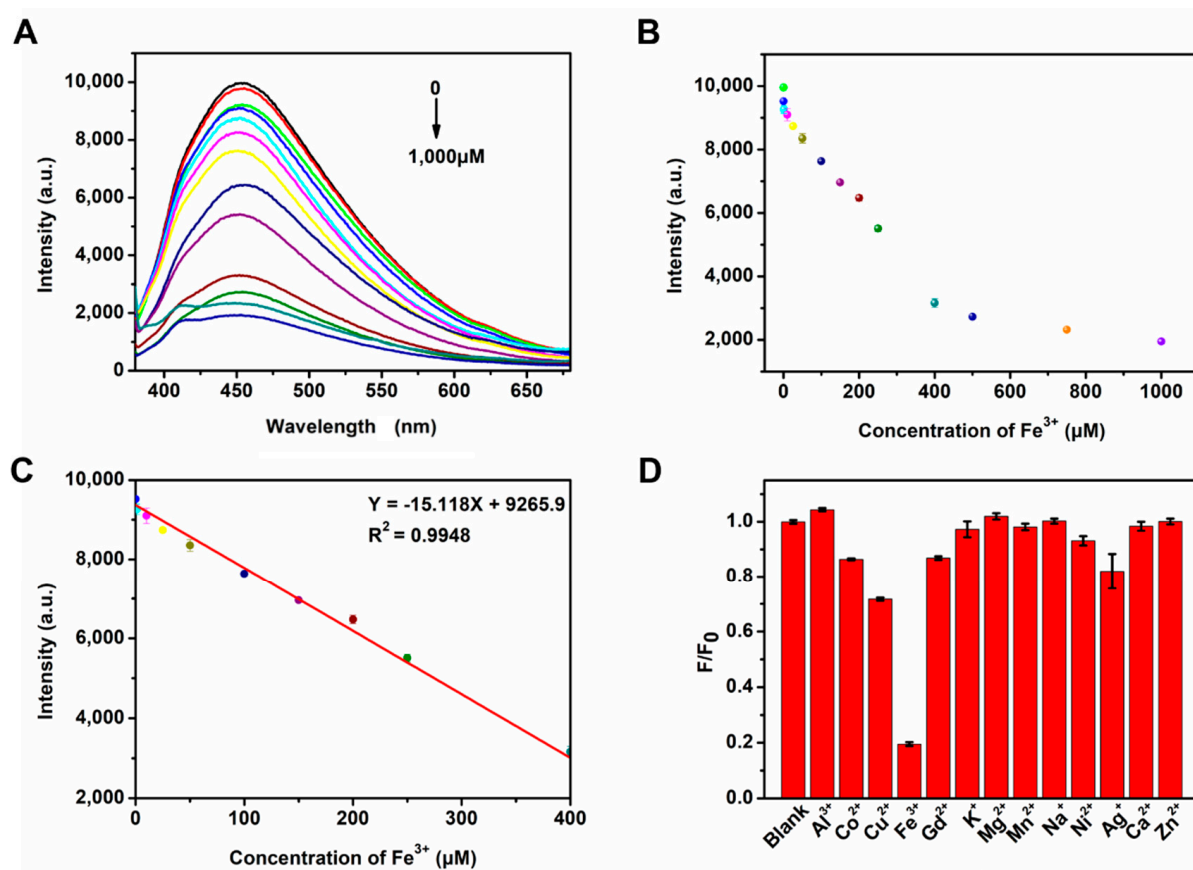 A
10,000
8,000
6,000
4,000
2,000
0
Intensity (a.u.)
0
1,000µM
400 450 500 550 600 650
Wavelength (nm)
B
10,000
8,000
6,000
4,000
2,000
Intensity (a.u.)
0 200 400 600 800 1000
Concentration of Fe³⁺ (µM)
C
10,000
8,000
6,000
4,000
2,000
Intensity (a.u.)
Y = -15.118X + 9265.9
R² = 0.9948
0 100 200 300 400
Concentration of Fe³⁺ (µM)
D
1.0
0.8
0.6
0.4
0.2
0.0
F/F₀
Blank Al³⁺ Co²⁺ Cu²⁺ Fe³⁺ Gd²⁺ K⁺ Mg²⁺ Mn²⁺ Na⁺ Ni²⁺ Ag⁺ Ca²⁺ Zn²⁺